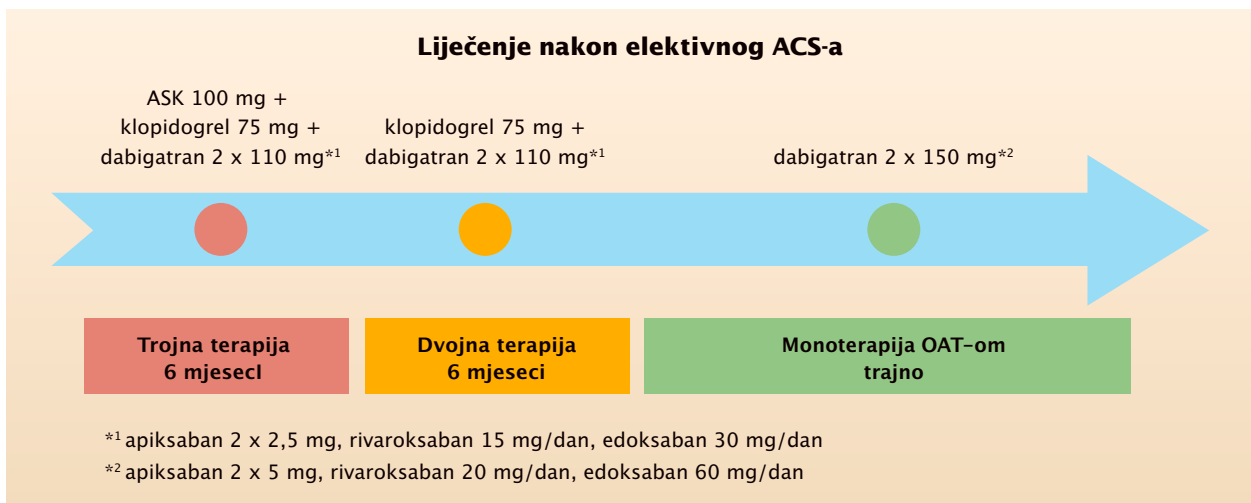 Liječenje nakon elektivnog ACS-a
ASK 100 mg +
klopidogrel 75 mg +
dabigatran 2 x 110 mg*1
klopidogrel 75 mg +
dabigatran 2 x 110 mg*1
dabigatran 2 x 150 mg*2
Trojna terapija
6 mjesecI
Dvojna terapija
6 mjeseci
Monoterapija OAT–om
trajno
*1 apiksaban 2 x 2,5 mg, rivaroksaban 15 mg/dan, edoksaban 30 mg/dan
*2 apiksaban 2 x 5 mg, rivaroksaban 20 mg/dan, edoksaban 60 mg/dan